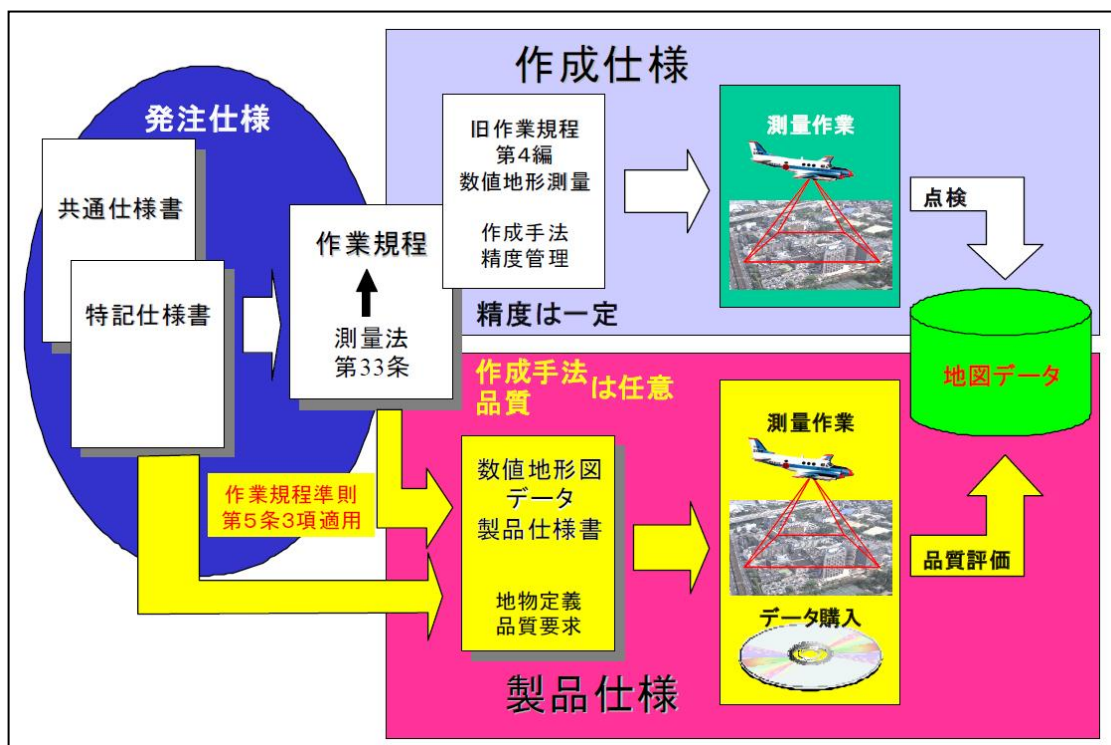 発注仕様
共通仕様書
特記仕様書
作業規程
測量法
第33条
作成仕様
旧作業規程
第4編
数値地形測量
作成手法
精度管理
精度は一定
測量作業
点検
地図データ
作成手法
品質
は任意
作業規程準則
第5条3項適用
数値地形図
データ
製品仕様書
地物定義
品質要求
測量作業
データ購入
品質評価
製品仕様